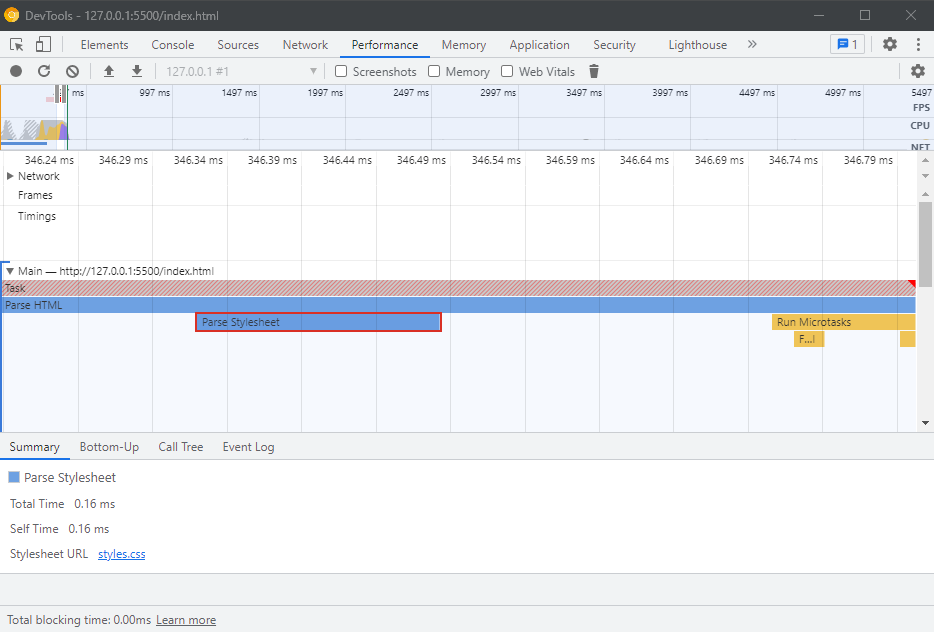 DevTools - 127.0.0.1:5500/index.html
Elements Console Sources Network Performance Memory Application Security Lighthouse » 1
127.0.0.1 #1 Screenshots Memory Web Vitals
ms 997 ms 1497 ms 1997 ms 2497 ms 2997 ms 3497 ms 3997 ms 4497 ms 4997 ms 5497
FPS
CPU
NET
346.24 ms 346.29 ms 346.34 ms 346.39 ms 346.44 ms 346.49 ms 346.54 ms 346.59 ms 346.64 ms 346.69 ms 346.74 ms 346.79 ms
Network
Frames
Timings
Main — http://127.0.0.1:5500/index.html
Task
Parse HTML
Parse Stylesheet Run Microtasks
F...l
Summary Bottom-Up Call Tree Event Log
Parse Stylesheet
Total Time 0.16 ms
Self Time 0.16 ms
Stylesheet URL styles.css
Total blocking time: 0.00ms Learn more